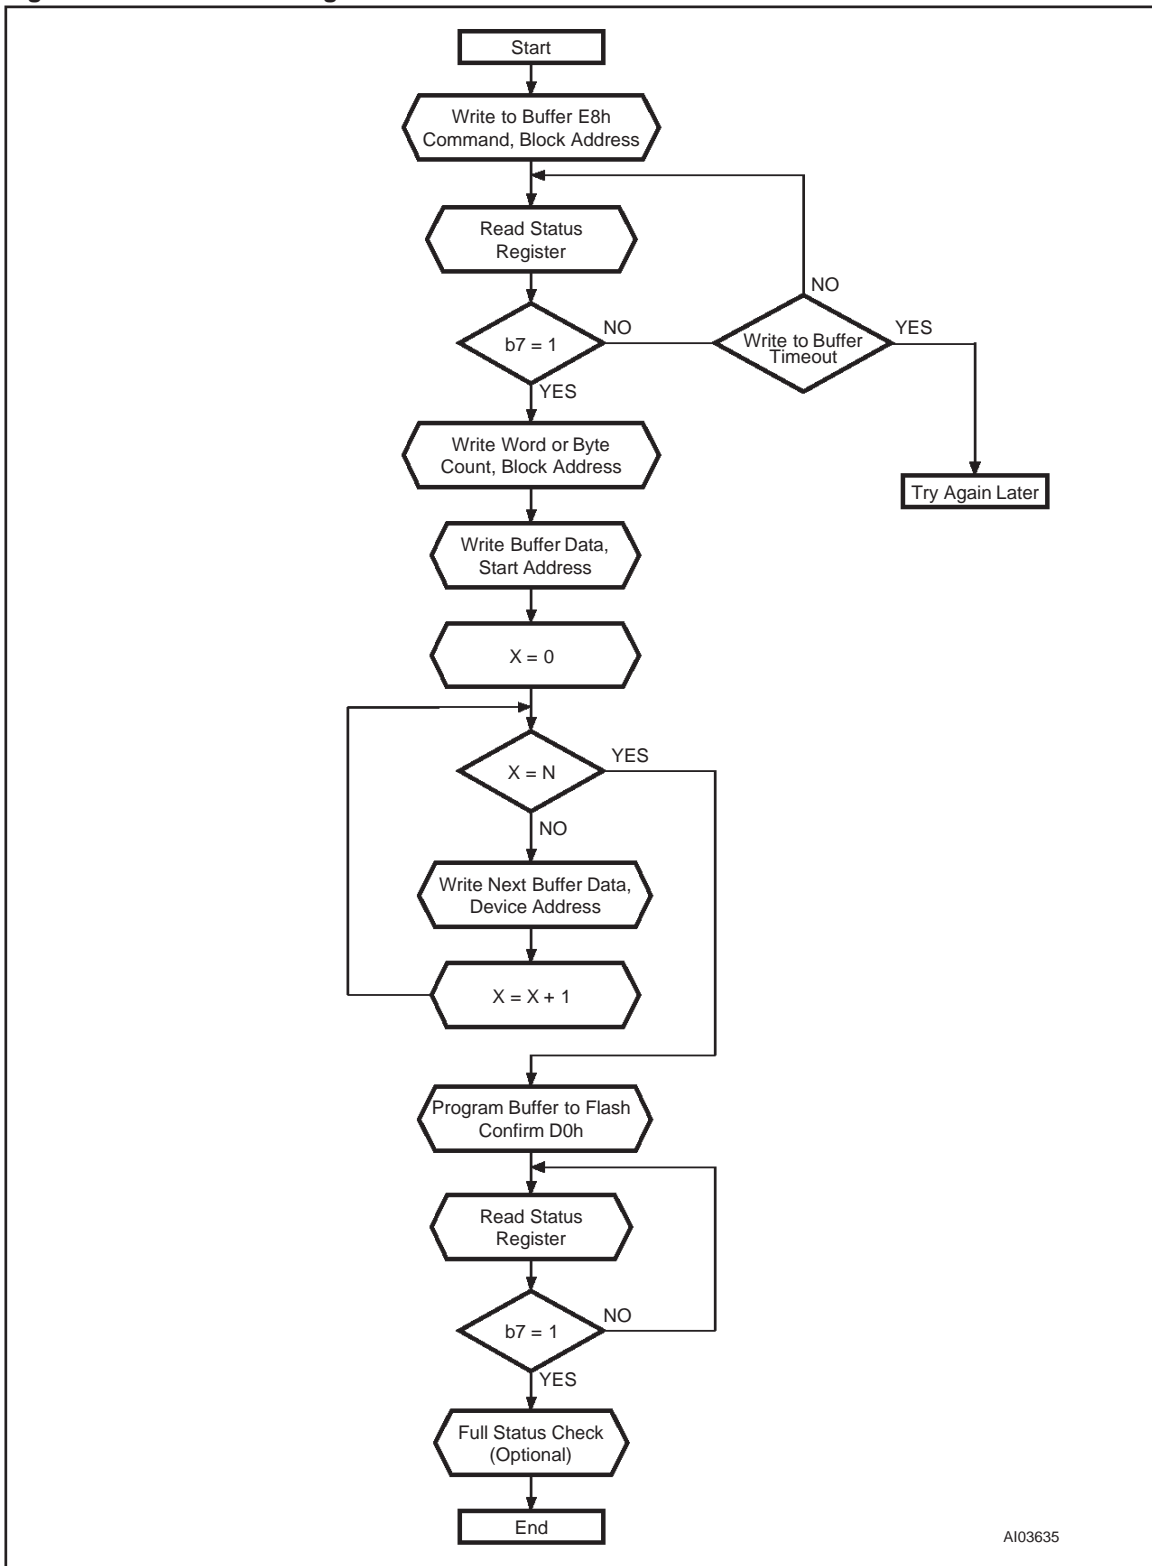 Start
Write to Buffer E8h
Command, Block Address
Read Status
Register
NO
b7 = 1
NO
Write to Buffer
Timeout
YES
YES
Write Word or Byte
Count, Block Address
Try Again Later
Write Buffer Data,
Start Address
X = 0
X = N
YES
NO
Write Next Buffer Data,
Device Address
X = X + 1
Program Buffer to Flash
Confirm D0h
Read Status
Register
b7 = 1
NO
YES
Full Status Check
(Optional)
End
AI03635